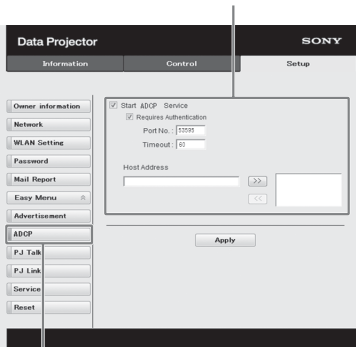 Data Projector
SONY
Information
Control
Setup
Owner information
Network
WLAN Setting
Password
Mail Report
Easy Menu
Advertisement
ADCP
PJ Talk
PJ Link
Service
Reset
Start ADCP Service
Requires Authentication
Port No. : 53595
Timeout : 60
Host Address
>>
<<
Apply